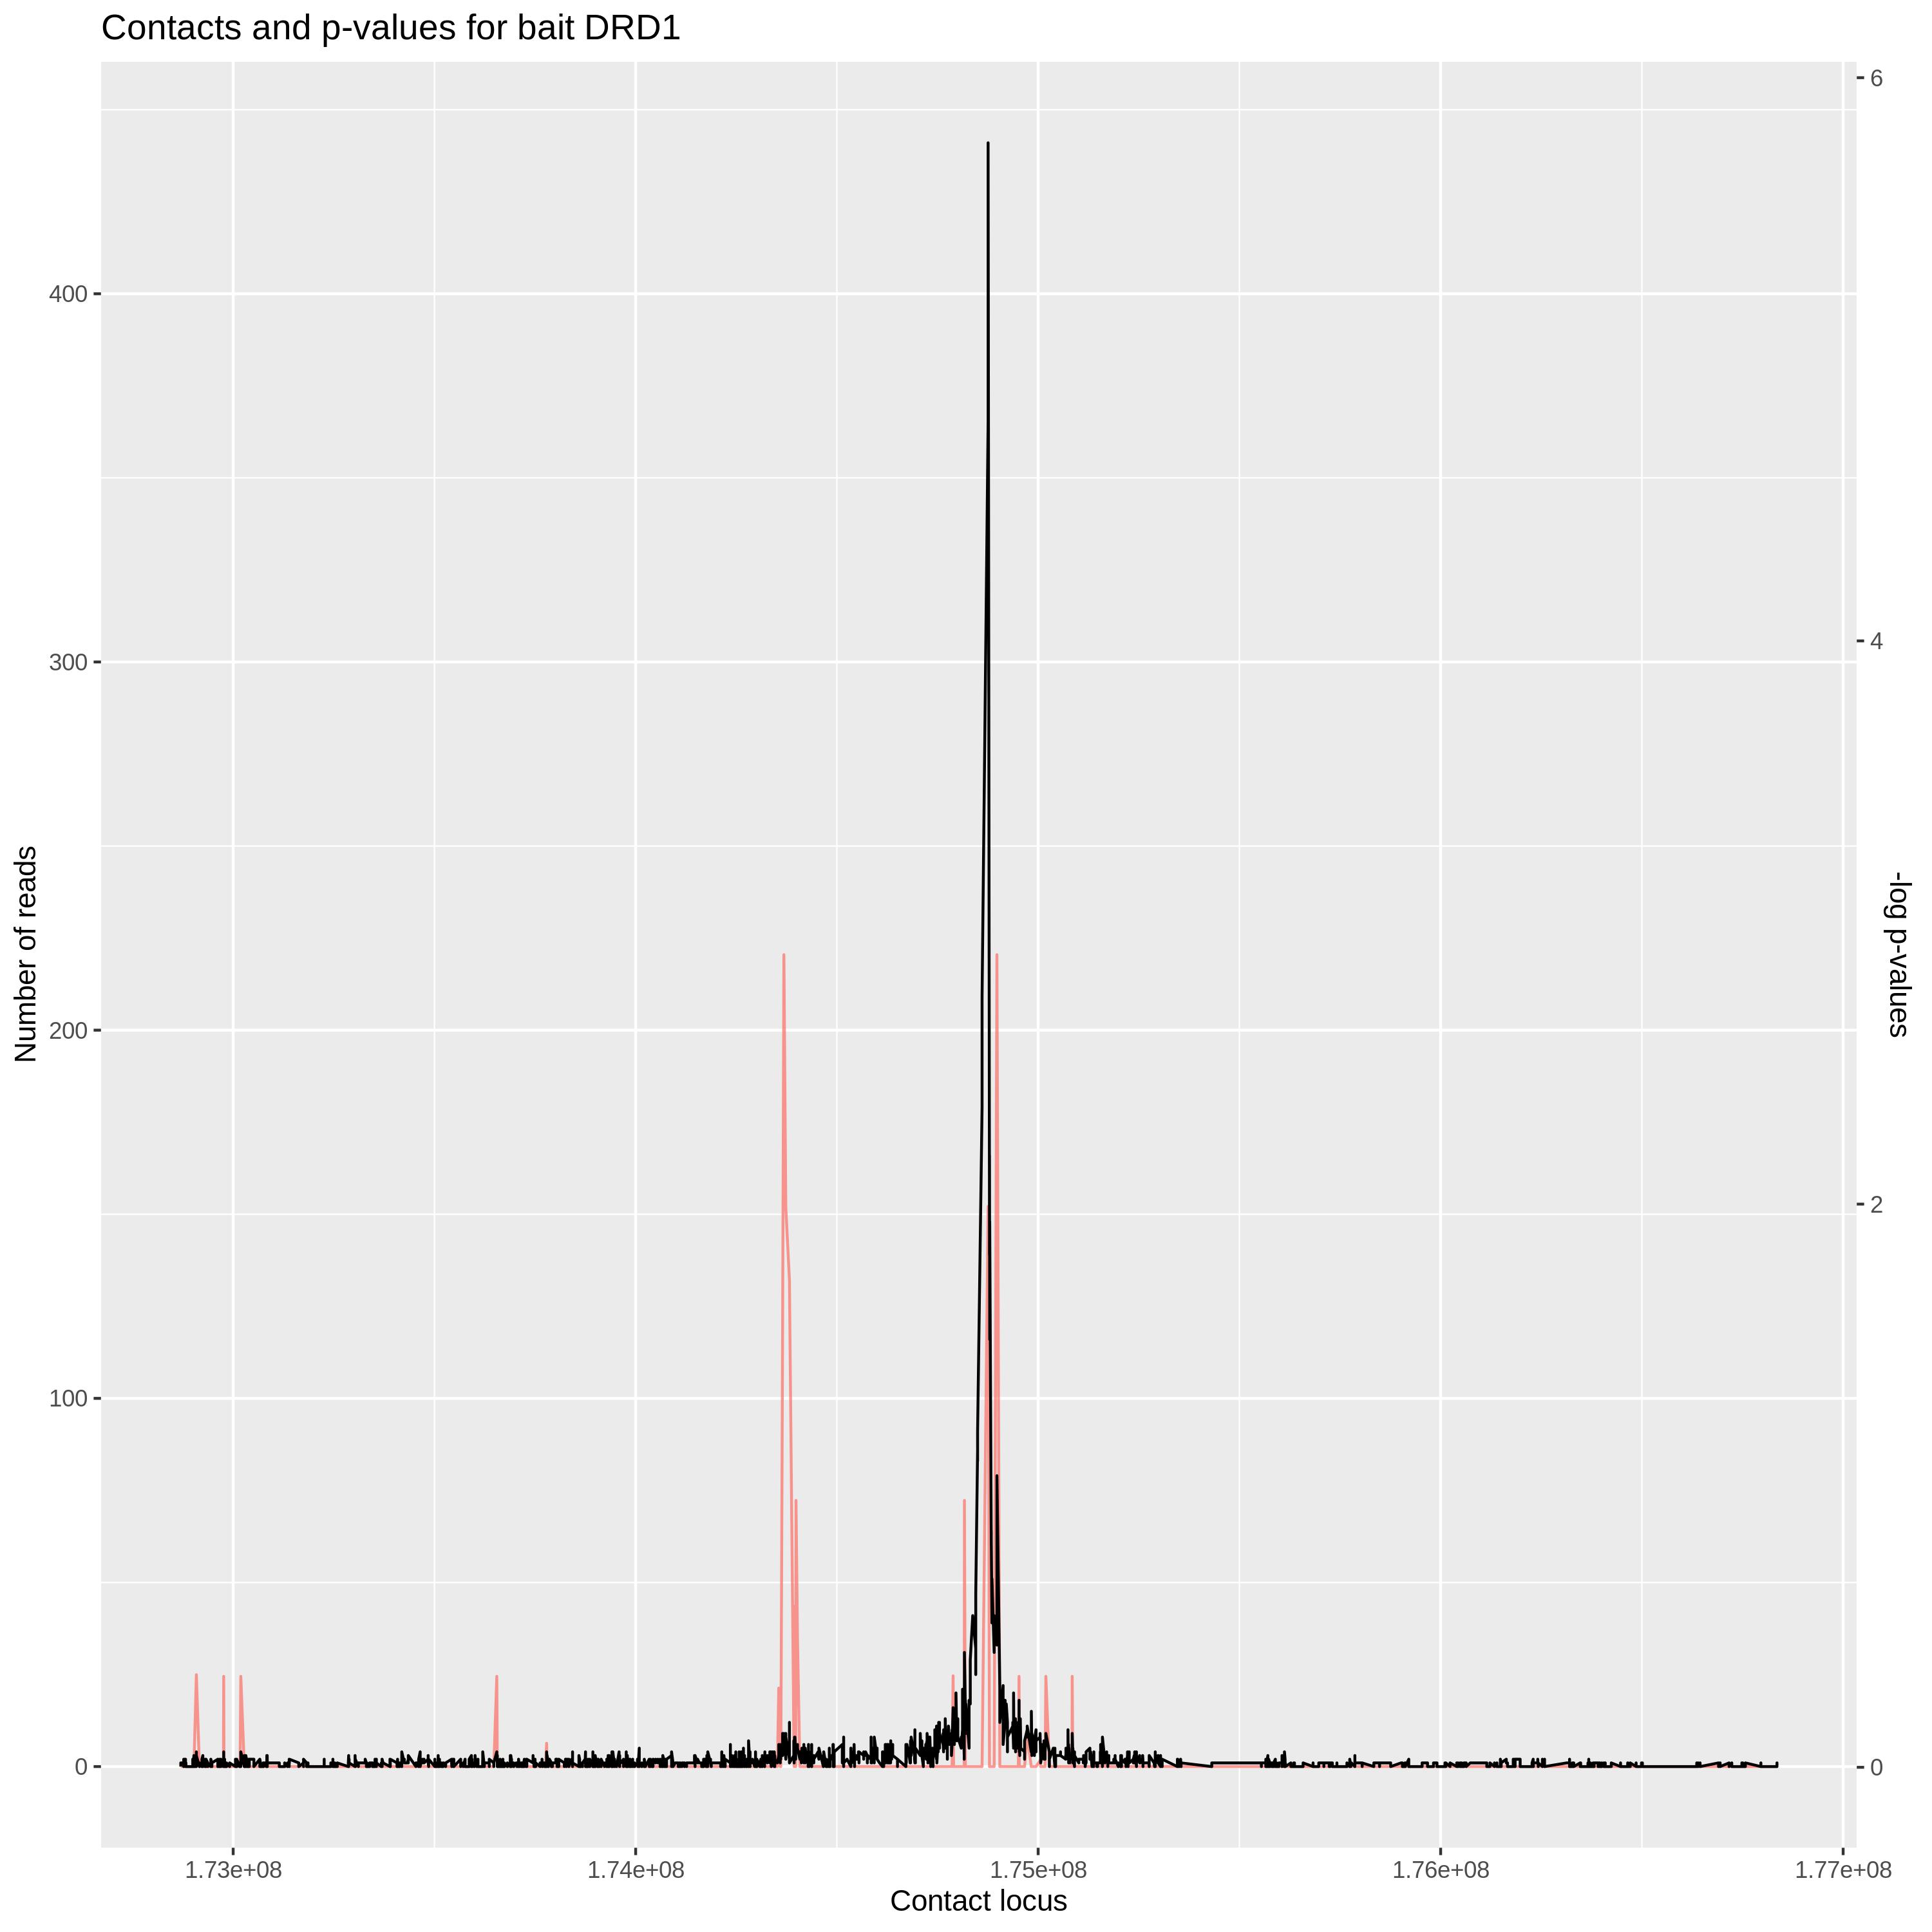 Contacts and p-values for bait DRD1
6
400
4
300
Number of reads
-log p-values
200
2
100
0
0
1.73e+08
1.74e+08
1.75e+08
1.76e+08
1.77e+08
Contact locus